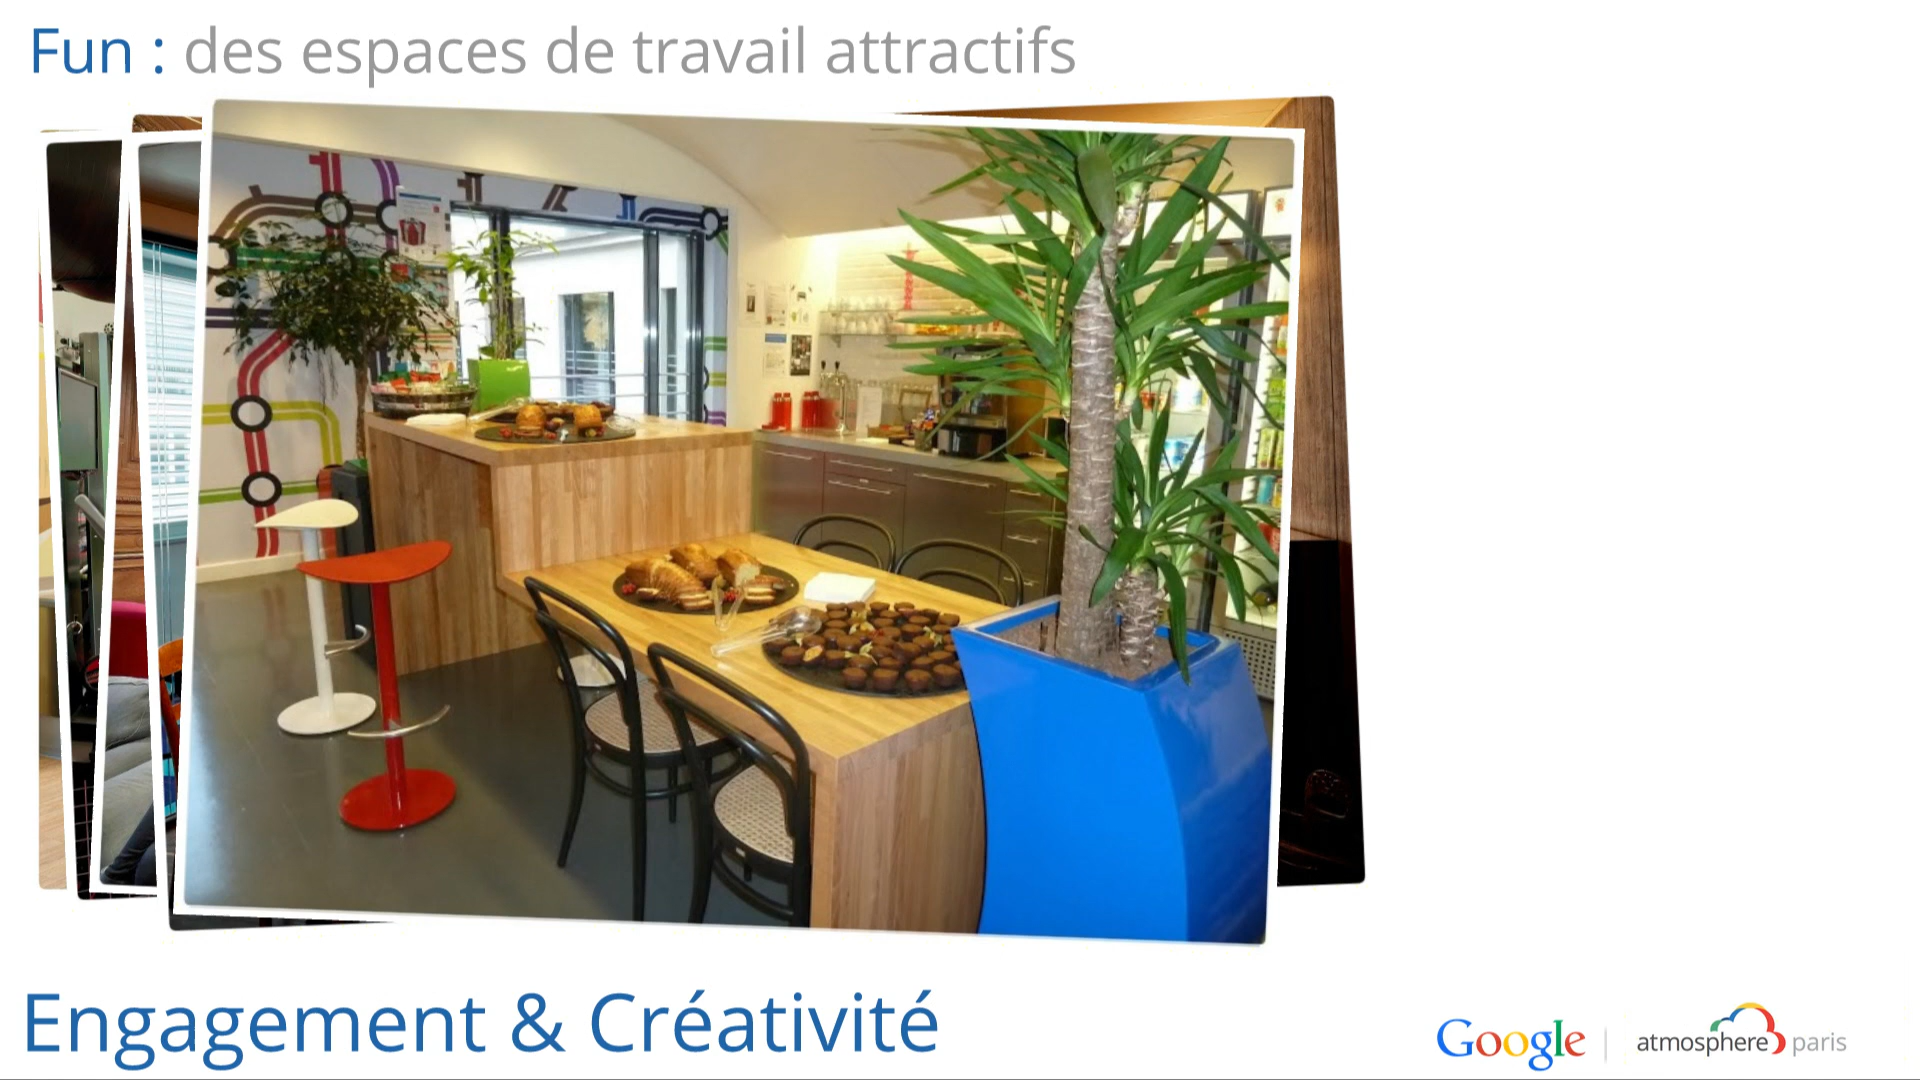 Fun : des espaces de travail attractifs
Engagement & Créativité
Google
atmosphere paris